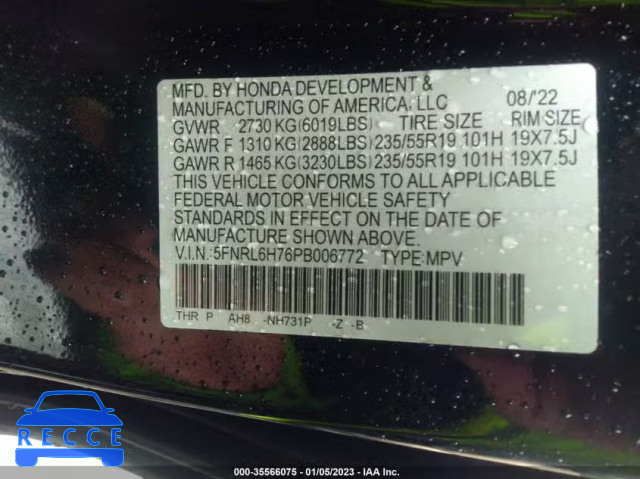 MFD. BY HONDA DEVELOPMENT &
MANUFACTURING OF AMERICA, LLC 08/'22
GVWR 2730 KG(6019LBS) TIRE SIZE RIM SIZE
GAWR F 1310 KG(2888LBS) 235/55R19 101H 19X7.5J
GAWR R 1465 KG(3230LBS) 235/55R19 101H 19X7.5J
THIS VEHICLE CONFORMS TO ALL APPLICABLE
FEDERAL MOTOR VEHICLE SAFETY
STANDARDS IN EFFECT ON THE DATE OF
MANUFACTURE SHOWN ABOVE.
V.I.N.:5FNRL6H76PB006772 TYPE:MPV
THR P AH8 -NH731P -Z -B
RECCE
000-35566075 - 01/05/2023 - IAA Inc.